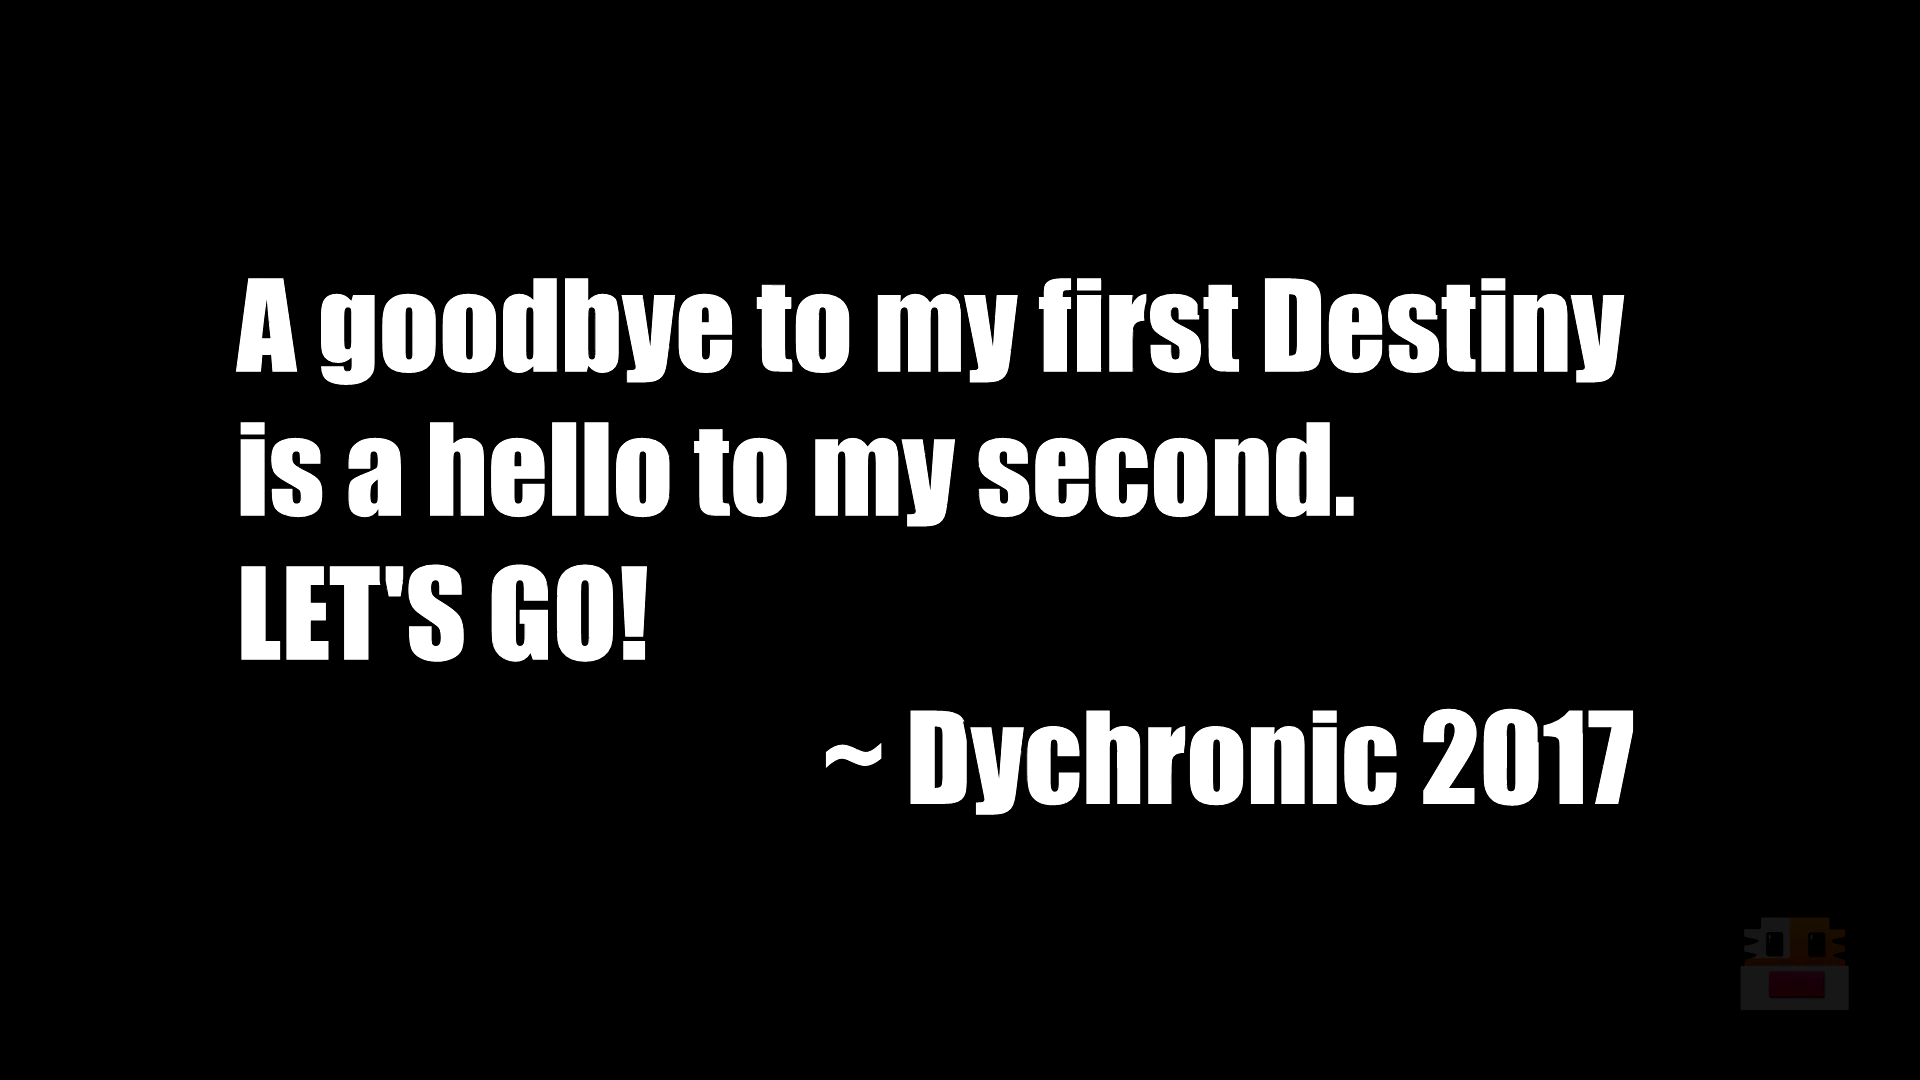 A goodbye to my first Destiny
is a hello to my second.
LET'S GO!
~ Dychronic 2017